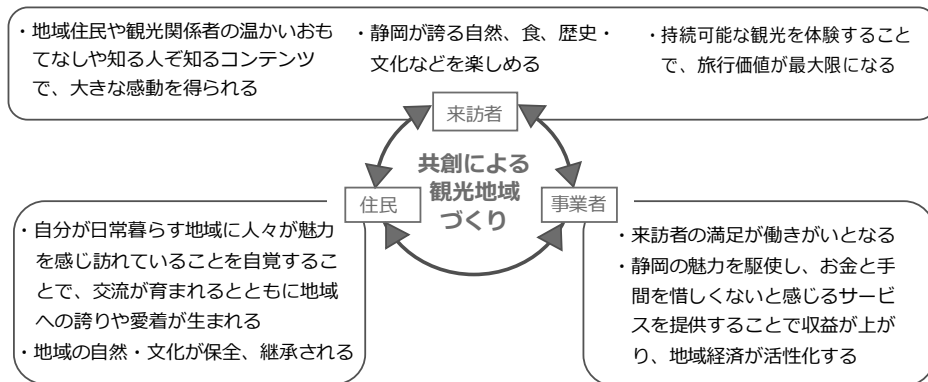 ・地域住民や観光関係者の温かいおも
てなしや知る人ぞ知るコンテンツ
で、大きな感動を得られる
・静岡が誇る自然、食、歴史・
文化などを楽しめる
・持続可能な観光を体験すること
で、旅行価値が最大限になる
来訪者
共創による
観光地域
づくり
住民
事業者
・自分が日常暮らす地域に人々が魅力
を感じ訪れていることを自覚するこ
とで、交流が育まれるとともに地域
への誇りや愛着が生まれる
・地域の自然・文化が保全、継承される
・来訪者の満足が働きがいとなる
・静岡の魅力を駆使し、お金と手
間を惜しくないと感じるサービ
スを提供することで収益が上が
り、地域経済が活性化する